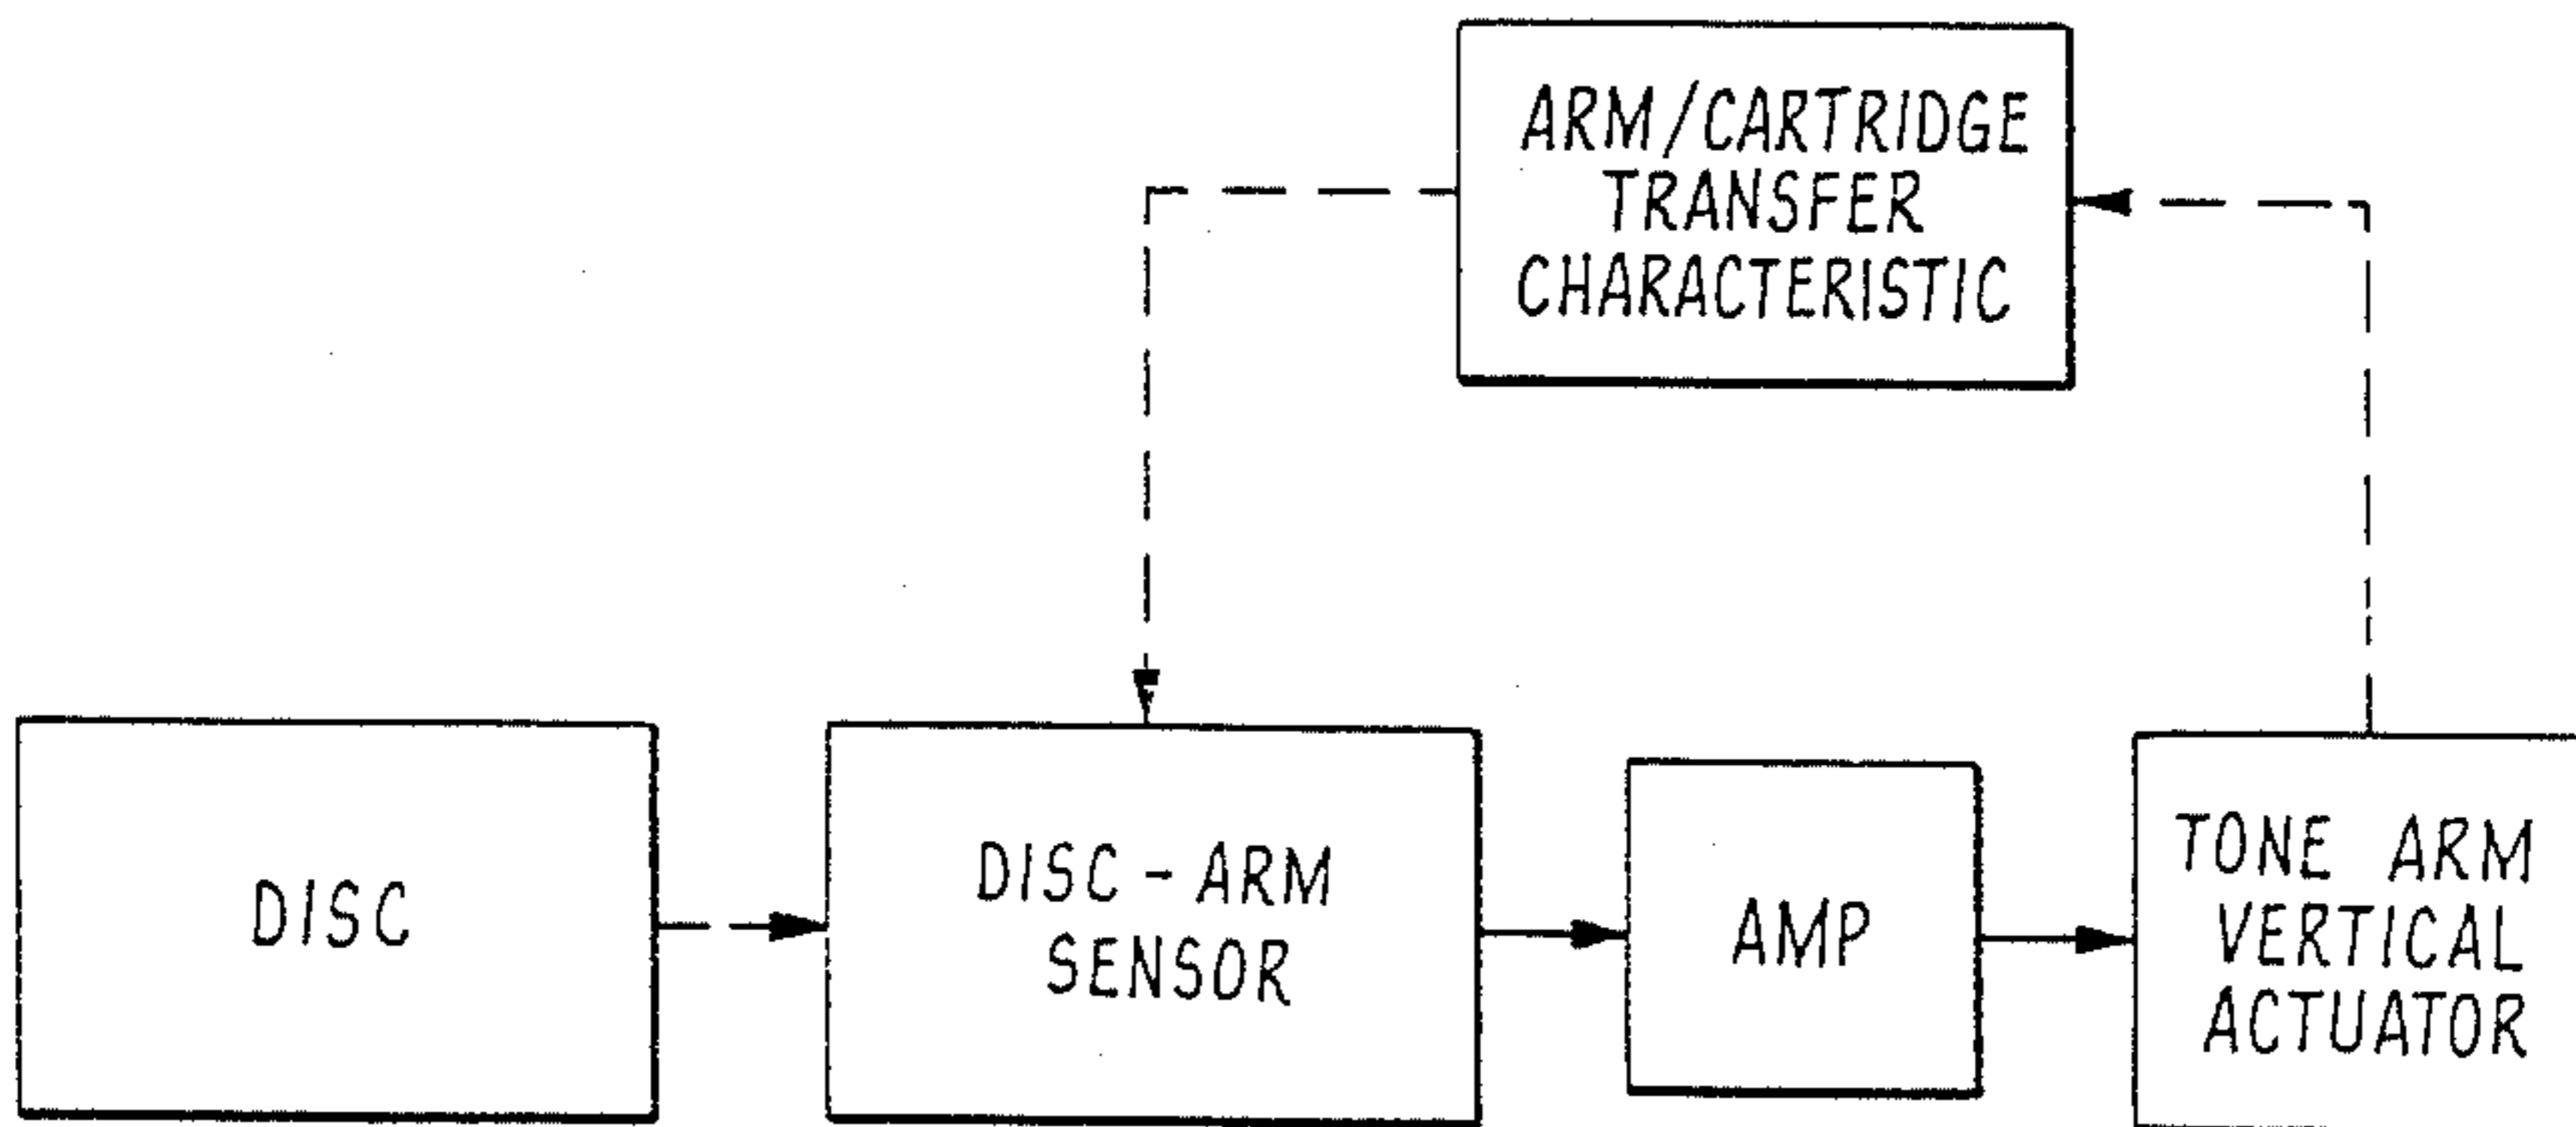 ARM/CARTRIDGE
TRANSFER
CHARACTERISTIC
DISC
DISC - ARM
SENSOR
AMP
TONE ARM
VERTICAL
ACTUATOR